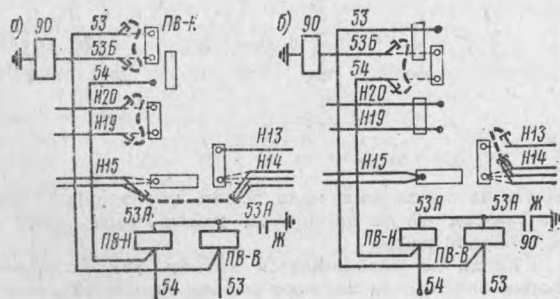 а) 90 53 ПВ-Н
53Б
54
Н20
Н19
Н13
Н15 Н14
53А 53А
ПВ-Н Ж
ПВ-В
54 53
б) 90 53
53Б
54
Н20
Н19
Н13
Н15 Н14
53А 53А Ж
ПВ-Н 90
ПВ-В
54 53